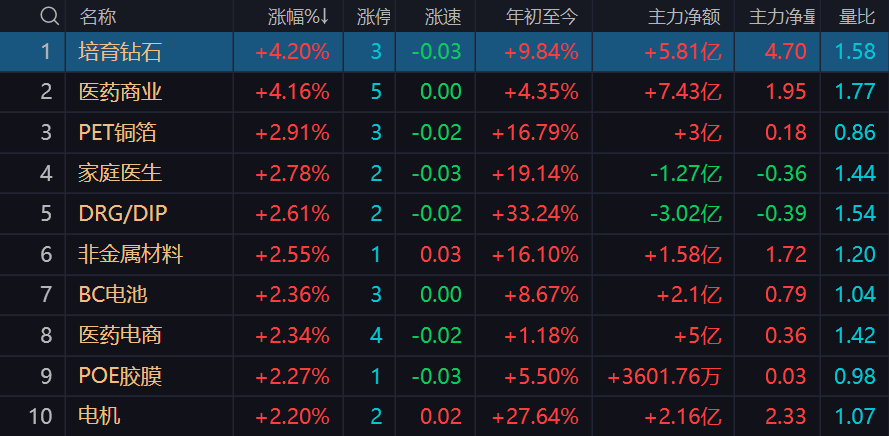 名称 涨幅%↓ 涨停 涨速 年初至今 主力净额 主力净量 量比
1 培育钻石 +4.20% 3 -0.03 +9.84% +5.81亿 4.70 1.58
2 医药商业 +4.16% 5 0.00 +4.35% +7.43亿 1.95 1.77
3 PET铜箔 +2.91% 3 -0.02 +16.79% +3亿 0.18 0.86
4 家庭医生 +2.78% 2 -0.03 +19.14% -1.27亿 -0.36 1.44
5 DRG/DIP +2.61% 2 -0.02 +33.24% -3.02亿 -0.39 1.54
6 非金属材料 +2.55% 1 0.03 +16.10% +1.58亿 1.72 1.20
7 BC电池 +2.36% 3 0.00 +8.67% +2.1亿 0.79 1.04
8 医药电商 +2.34% 4 -0.02 +1.18% +5亿 0.36 1.42
9 POE胶膜 +2.27% 1 -0.03 +5.50% +3601.76万 0.03 0.98
10 电机 +2.20% 2 0.02 +27.64% +2.16亿 2.33 1.07